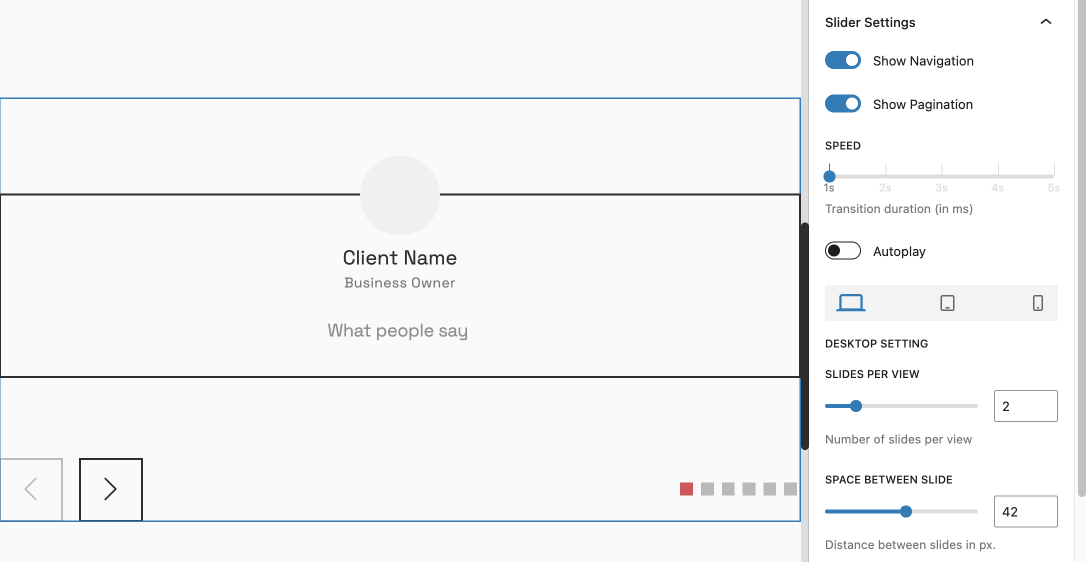 Client Name
Business Owner
What people say
Slider Settings
Show Navigation
Show Pagination
SPEED
1s 2s 3s 4s 5s
Transition duration (in ms)
Autoplay
DESKTOP SETTING
SLIDES PER VIEW
2
Number of slides per view
SPACE BETWEEN SLIDE
42
Distance between slides in px.